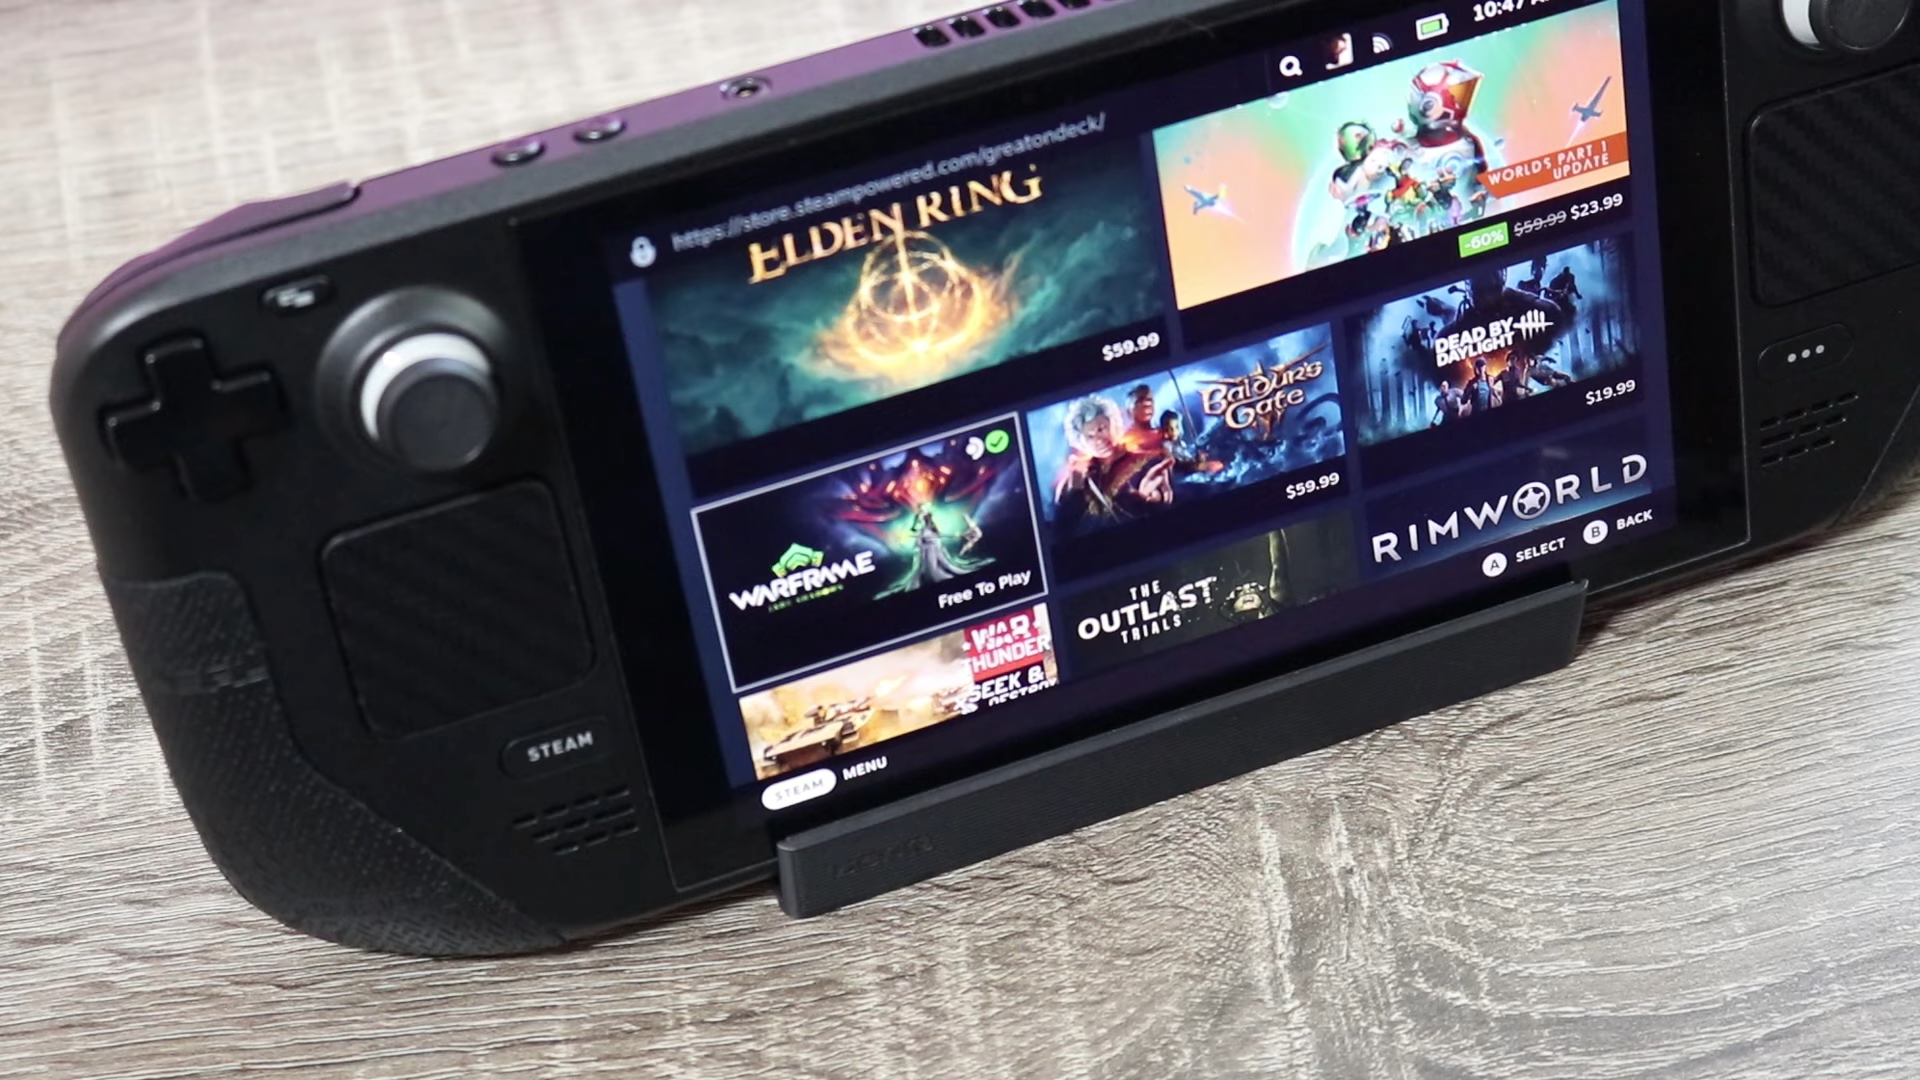 10:47
https://store.steampowered.com/greatondeck/
ELDEN RING
$59.99
WORLDS PART 1
UPDATE
-60% $59.99 $23.99
WARFRAME
Free To Play
Baldur's
Gate
$59.99
DEAD BY
DAYLIGHT
$19.99
WAR
THUNDER
SEEK &
DESTROY
THE
OUTLAST
TRIALS
RIMWORLD
STEAM MENU
A SELECT B BACK
STEAM